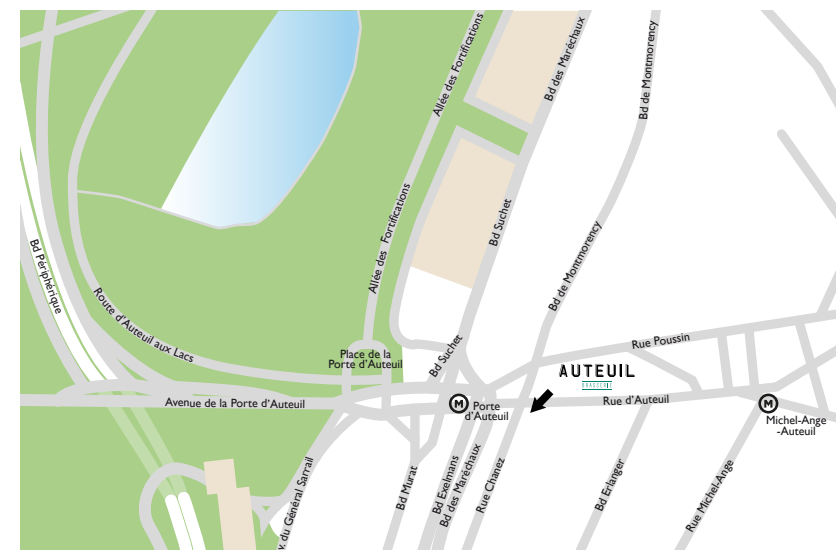 Allée des Fortifications
Bd des Maréchaux
Bd de Montmorency
Allée des Fortifications
Bd Suchet
Bd Périphérique
Bd de Montmorency
Route d'Auteuil aux Lacs
Place de la
Porte d'Auteuil
Bd Suchet
Rue Poussin
AUTEUIL
BRASSERIE
Avenue de la Porte d'Auteuil
M
Porte
d'Auteuil
Rue d'Auteuil
M
Michel-Ange
-Auteuil
v. du Général Sarrail
Bd Murat
Bd Exelmans
Bd des Maréchaux
Rue Chanez
Bd Erlanger
Rue Michel-Ange